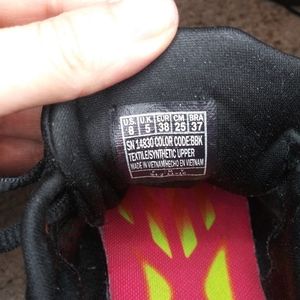 U.S. U.K. EUR CM BRA
8 5 38 25 37
SN 14830 COLOR CODE:BBK
TEXTILE/SYNTHETIC UPPER
MADE IN VIETNAM/HECHO EN VIETNAM